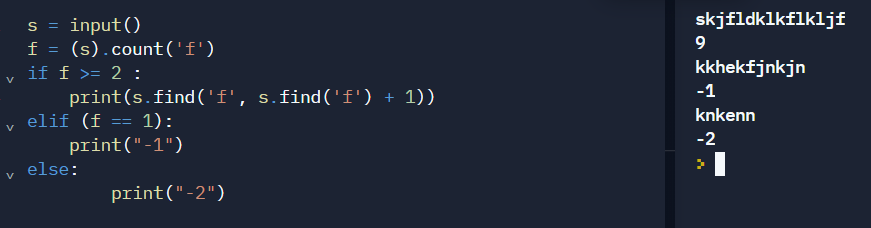 s = input()
f = (s).count('f')
if f >= 2 :
    print(s.find('f', s.find('f') + 1))
elif (f == 1):
    print("-1")
else:
        print("-2")
skjfldklkflkljf
9
kkhekfjnkjn
-1
knkenn
-2
>